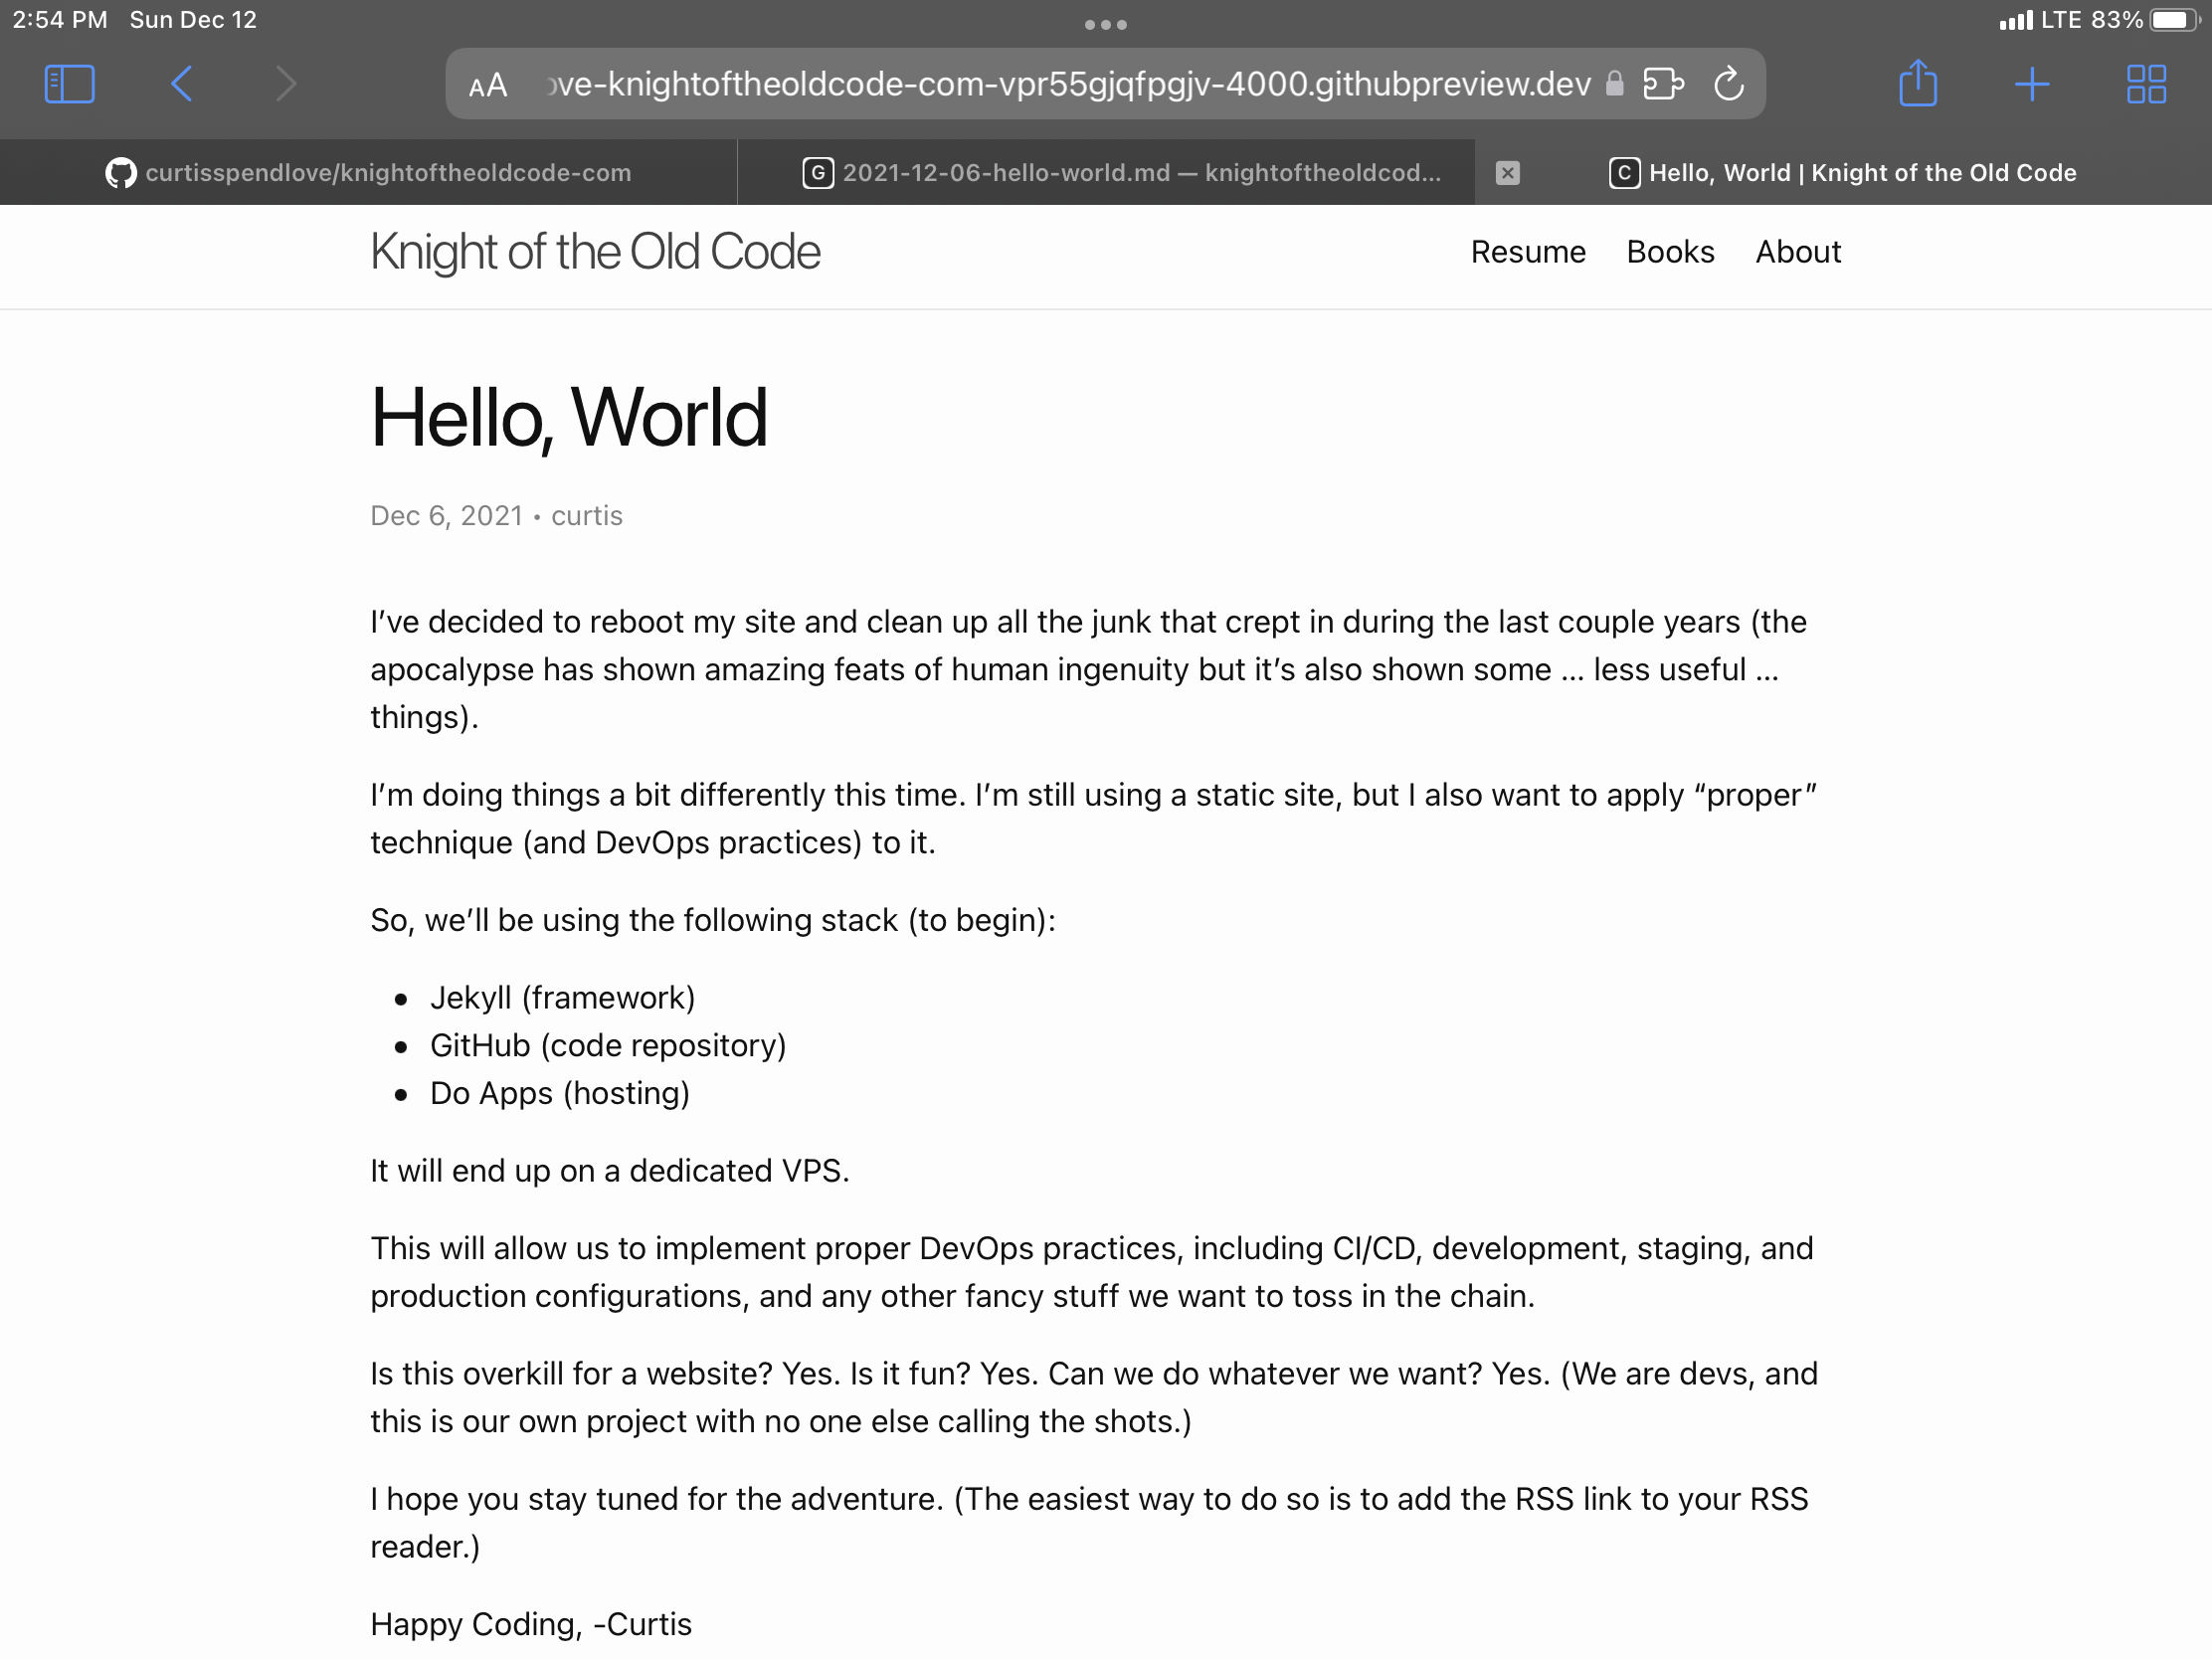 2:54 PM Sun Dec 12
LTE 83%
AA ve-knightoftheoldcode-com-vpr55gjqfpgjv-4000.githubpreview.dev
curtisspendlove/knightoftheoldcode-com
G 2021-12-06-hello-world.md — knightoftheoldcod...
C Hello, World | Knight of the Old Code
Knight of the Old Code
Resume Books About
Hello, World
Dec 6, 2021 • curtis
I’ve decided to reboot my site and clean up all the junk that crept in during the last couple years (the
apocalypse has shown amazing feats of human ingenuity but it’s also shown some … less useful …
things).
I’m doing things a bit differently this time. I’m still using a static site, but I also want to apply “proper”
technique (and DevOps practices) to it.
So, we’ll be using the following stack (to begin):
• Jekyll (framework)
• GitHub (code repository)
• Do Apps (hosting)
It will end up on a dedicated VPS.
This will allow us to implement proper DevOps practices, including CI/CD, development, staging, and
production configurations, and any other fancy stuff we want to toss in the chain.
Is this overkill for a website? Yes. Is it fun? Yes. Can we do whatever we want? Yes. (We are devs, and
this is our own project with no one else calling the shots.)
I hope you stay tuned for the adventure. (The easiest way to do so is to add the RSS link to your RSS
reader.)
Happy Coding, -Curtis